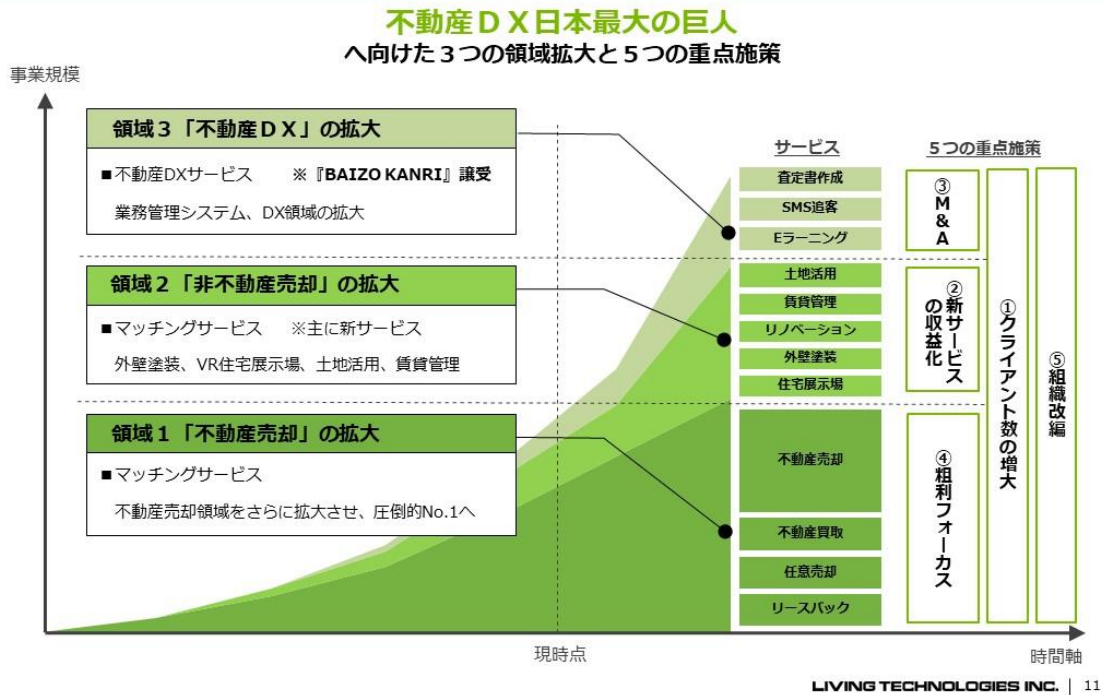 不動産ＤＸ日本最大の巨人
へ向けた３つの領域拡大と５つの重点施策
事業規模
領域３「不動産ＤＸ」の拡大
■不動産DXサービス　※『BAIZO KANRI』譲受
業務管理システム、DX領域の拡大
領域２「非不動産売却」の拡大
■マッチングサービス　※主に新サービス
外壁塗装、VR住宅展示場、土地活用、賃貸管理
領域１「不動産売却」の拡大
■マッチングサービス
不動産売却領域をさらに拡大させ、圧倒的No.1へ
サービス
査定書作成
SMS追客
Eラーニング
土地活用
賃貸管理
リノベーション
外壁塗装
住宅展示場
不動産売却
不動産買取
任意売却
リースバック
５つの重点施策
③M&A
②新サービス
の収益化
④粗利フォーカス
①クライアント数の増大
⑤組織改編
現時点
時間軸
LIVING TECHNOLOGIES INC. | 11